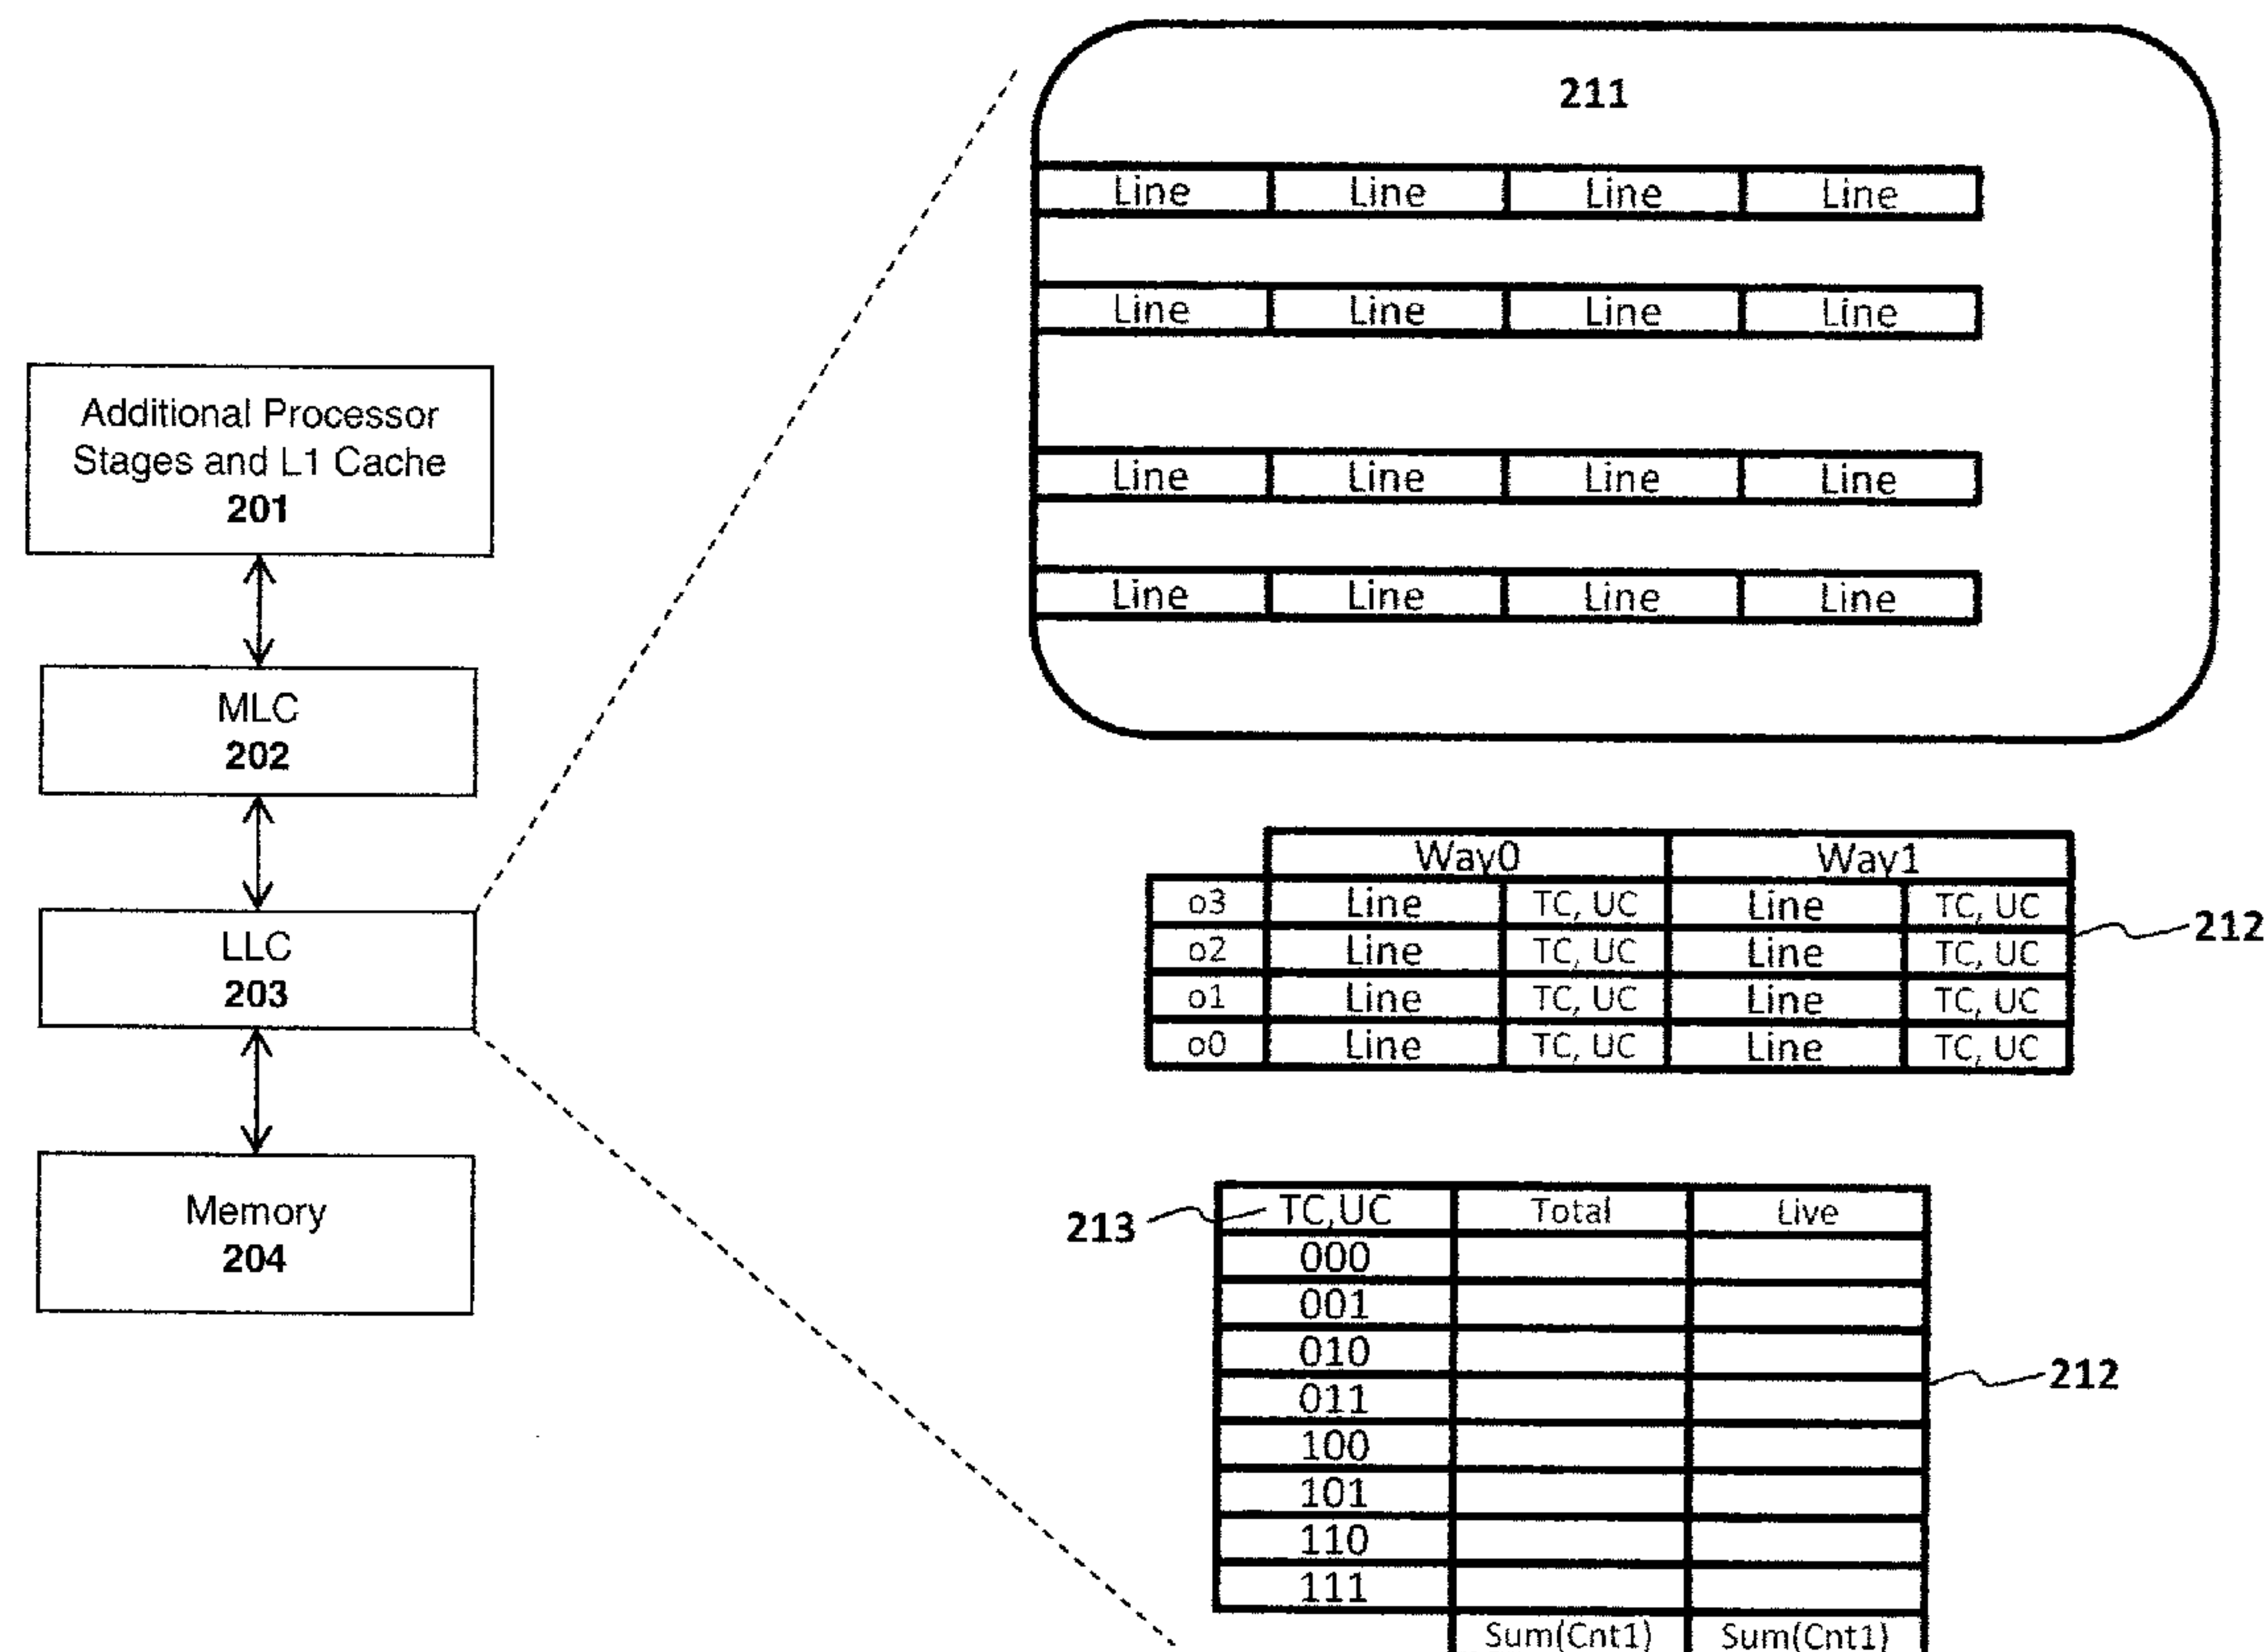 Additional Processor
Stages and L1 Cache
201
MLC
202
LLC
203
Memory
204
211
Line Line Line Line
Line Line Line Line
Line Line Line Line
Line Line Line Line
Way0 Way1
o3 Line TC, UC Line TC, UC
o2 Line TC, UC Line TC, UC
o1 Line TC, UC Line TC, UC
o0 Line TC, UC Line TC, UC
212
213
TC,UC Total Live
000
001
010
011
100
101
110
111
212
Sum(Cnt1) Sum(Cnt1)